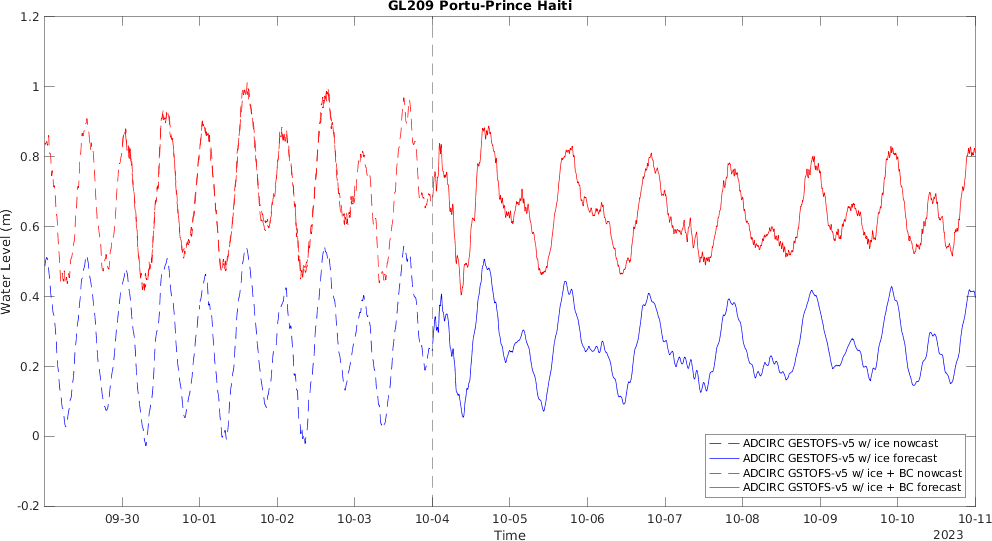 GL209 Portu-Prince Haiti
1.2
1
0.8
0.6
0.4
0.2
0
-0.2
Water Level (m)
ADCIRC GESTOFS-v5 w/ ice nowcast
ADCIRC GESTOFS-v5 w/ ice forecast
ADCIRC GSTOFS-v5 w/ ice + BC nowcast
ADCIRC GSTOFS-v5 w/ ice + BC forecast
09-30 10-01 10-02 10-03 10-04 10-05 10-06 10-07 10-08 10-09 10-10 10-11
Time
2023